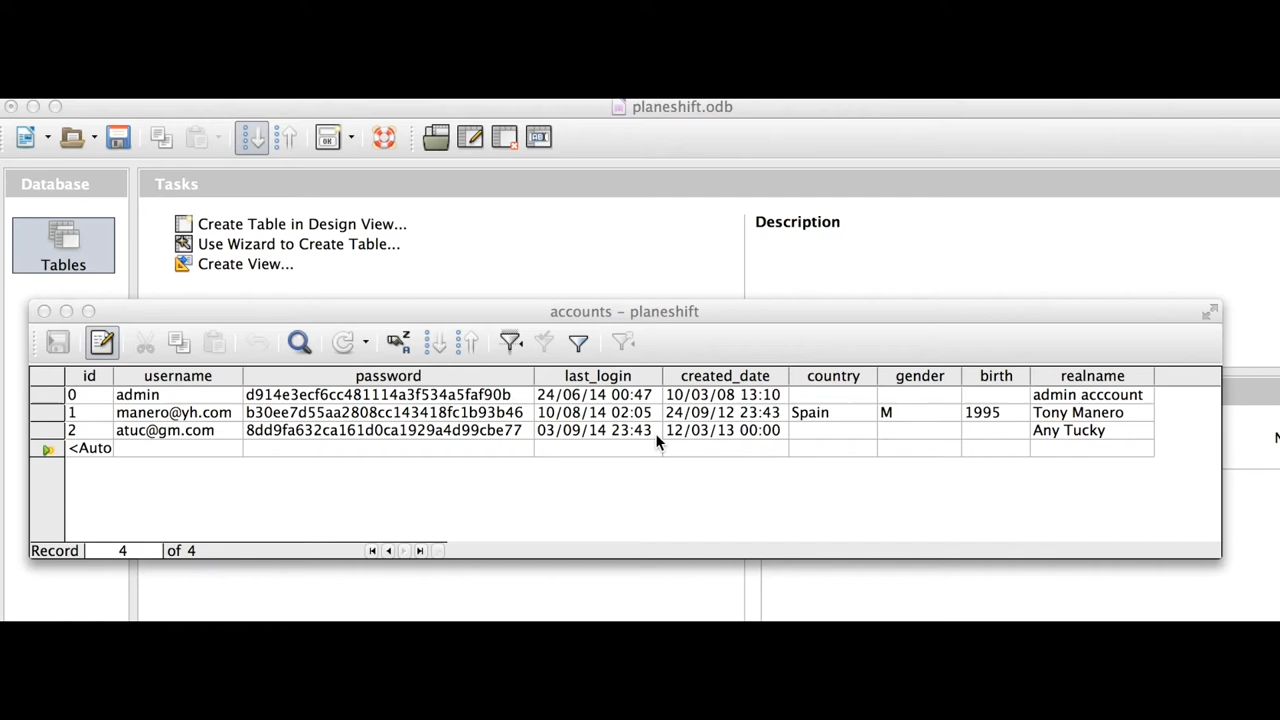 planeshift.odb
OK
AB
Database
Tasks
Tables
Create Table in Design View...
Use Wizard to Create Table...
Create View...
Description
accounts – planeshift
id username password last_login created_date country gender birth realname
0 admin d914e3ecf6cc481114a3f534a5faf90b 24/06/14 00:47 10/03/08 13:10 admin acccount
1 manero@yh.com b30ee7d55aa2808cc143418fc1b93b46 10/08/14 02:05 24/09/12 23:43 Spain M 1995 Tony Manero
2 atuc@gm.com 8dd9fa632ca161d0ca1929a4d99cbe77 03/09/14 23:43 12/03/13 00:00 Any Tucky
<Auto
Record 4 of 4